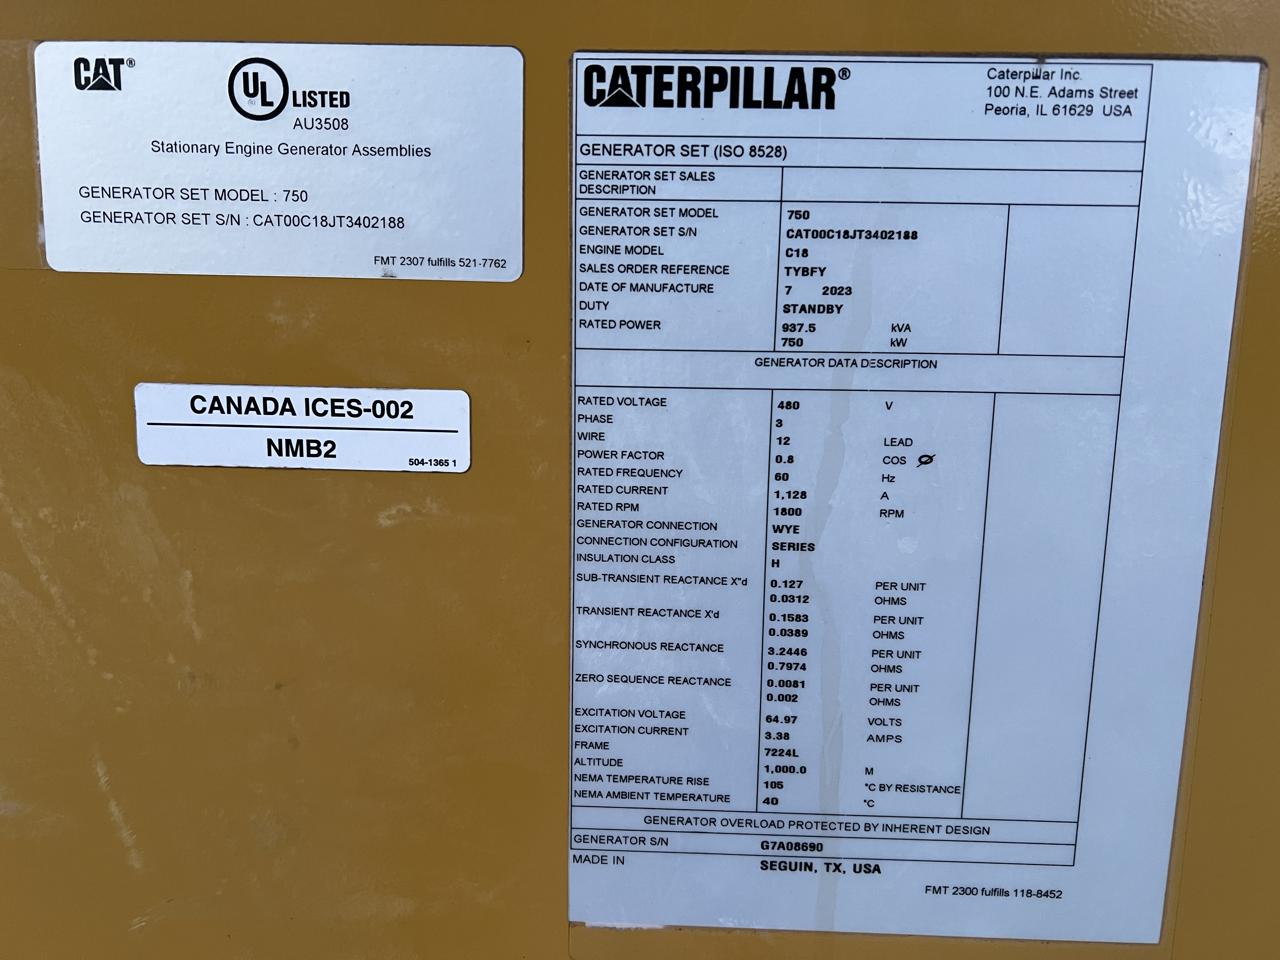 CAT®
UL LISTED
AU3508
Stationary Engine Generator Assemblies
GENERATOR SET MODEL : 750
GENERATOR SET S/N : CAT00C18JT3402188
FMT 2307 fulfills 521-7762
CANADA ICES-002
NMB2
504-1365 1
CATERPILLAR®
Caterpillar Inc.
100 N.E. Adams Street
Peoria, IL 61629 USA
GENERATOR SET (ISO 8528)
GENERATOR SET SALES
DESCRIPTION
GENERATOR SET MODEL 750
GENERATOR SET S/N CAT00C18JT3402188
ENGINE MODEL C18
SALES ORDER REFERENCE TYBFY
DATE OF MANUFACTURE 7 2023
DUTY STANDBY
RATED POWER 937.5 kVA
750 kW
GENERATOR DATA DESCRIPTION
RATED VOLTAGE 480 V
PHASE 3
WIRE 12 LEAD
POWER FACTOR 0.8 COS Ø
RATED FREQUENCY 60 Hz
RATED CURRENT 1,128 A
RATED RPM 1800 RPM
GENERATOR CONNECTION WYE
CONNECTION CONFIGURATION SERIES
INSULATION CLASS H
SUB-TRANSIENT REACTANCE X"d 0.127 PER UNIT
0.0312 OHMS
TRANSIENT REACTANCE X'd 0.1583 PER UNIT
0.0389 OHMS
SYNCHRONOUS REACTANCE 3.2446 PER UNIT
0.7974 OHMS
ZERO SEQUENCE REACTANCE 0.0081 PER UNIT
0.002 OHMS
EXCITATION VOLTAGE 64.97 VOLTS
EXCITATION CURRENT 3.38 AMPS
FRAME 7224L
ALTITUDE 1,000.0 M
NEMA TEMPERATURE RISE 105 °C BY RESISTANCE
NEMA AMBIENT TEMPERATURE 40 °C
GENERATOR OVERLOAD PROTECTED BY INHERENT DESIGN
GENERATOR S/N G7A08690
MADE IN SEGUIN, TX, USA
FMT 2300 fulfills 118-8452